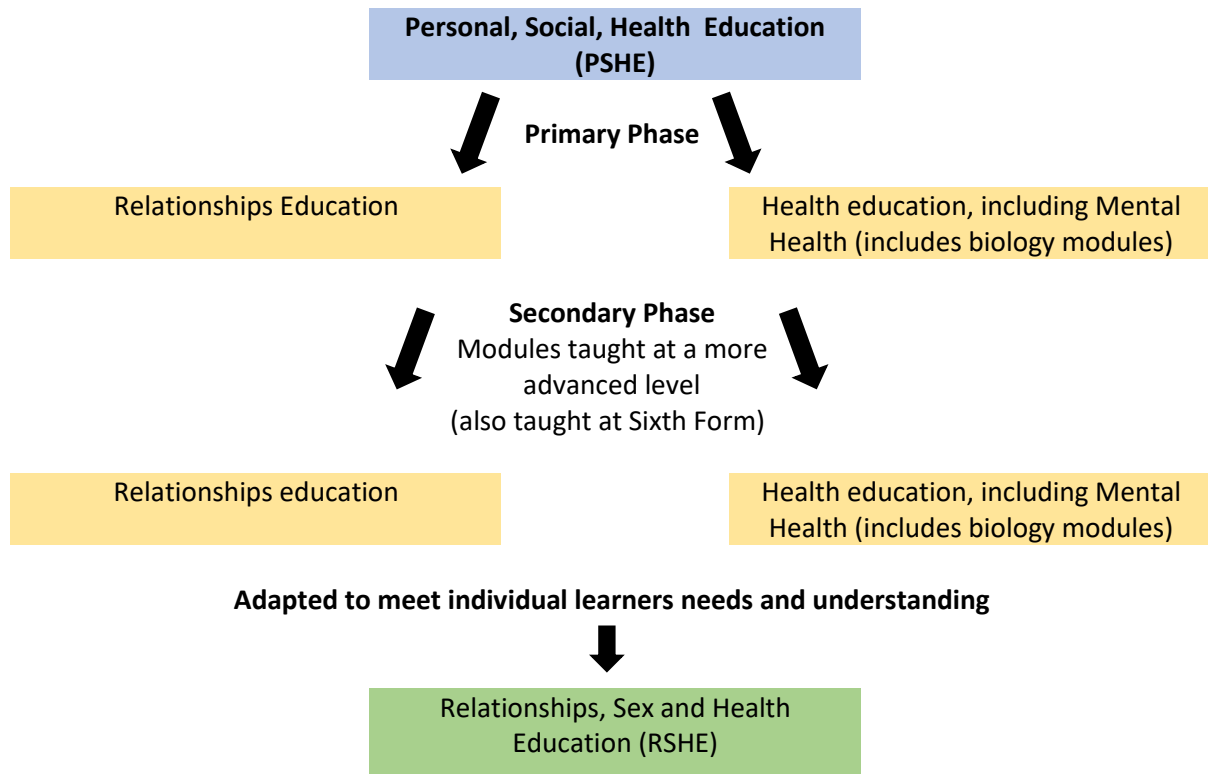 Personal, Social, Health Education
(PSHE)
Primary Phase
Relationships Education
Health education, including Mental
Health (includes biology modules)
Secondary Phase
Modules taught at a more
advanced level
(also taught at Sixth Form)
Relationships education
Health education, including Mental
Health (includes biology modules)
Adapted to meet individual learners needs and understanding
Relationships, Sex and Health
Education (RSHE)